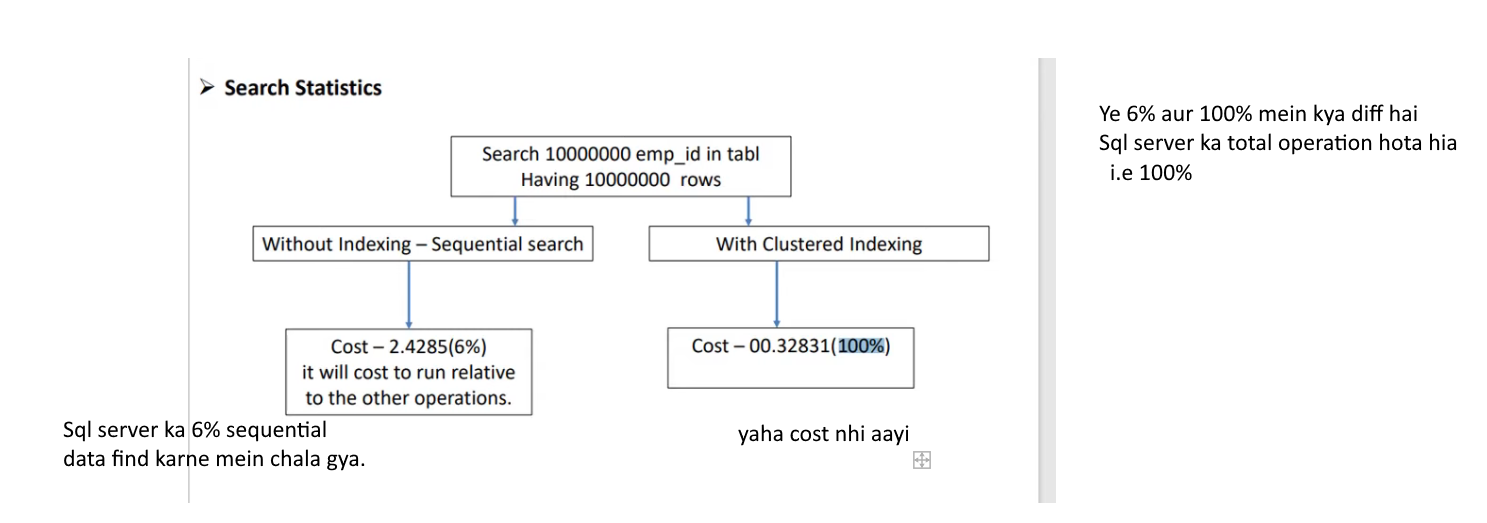 ➢ Search Statistics
Ye 6% aur 100% mein kya diff hai
Sql server ka total operation hota hia
i.e 100%
Search 10000000 emp_id in tabl
Having 10000000 rows
Without Indexing – Sequential search
With Clustered Indexing
Cost – 2.4285(6%)
it will cost to run relative
to the other operations.
Cost – 00.32831(100%)
Sql server ka 6% sequential
data find karne mein chala gya.
yaha cost nhi aayi